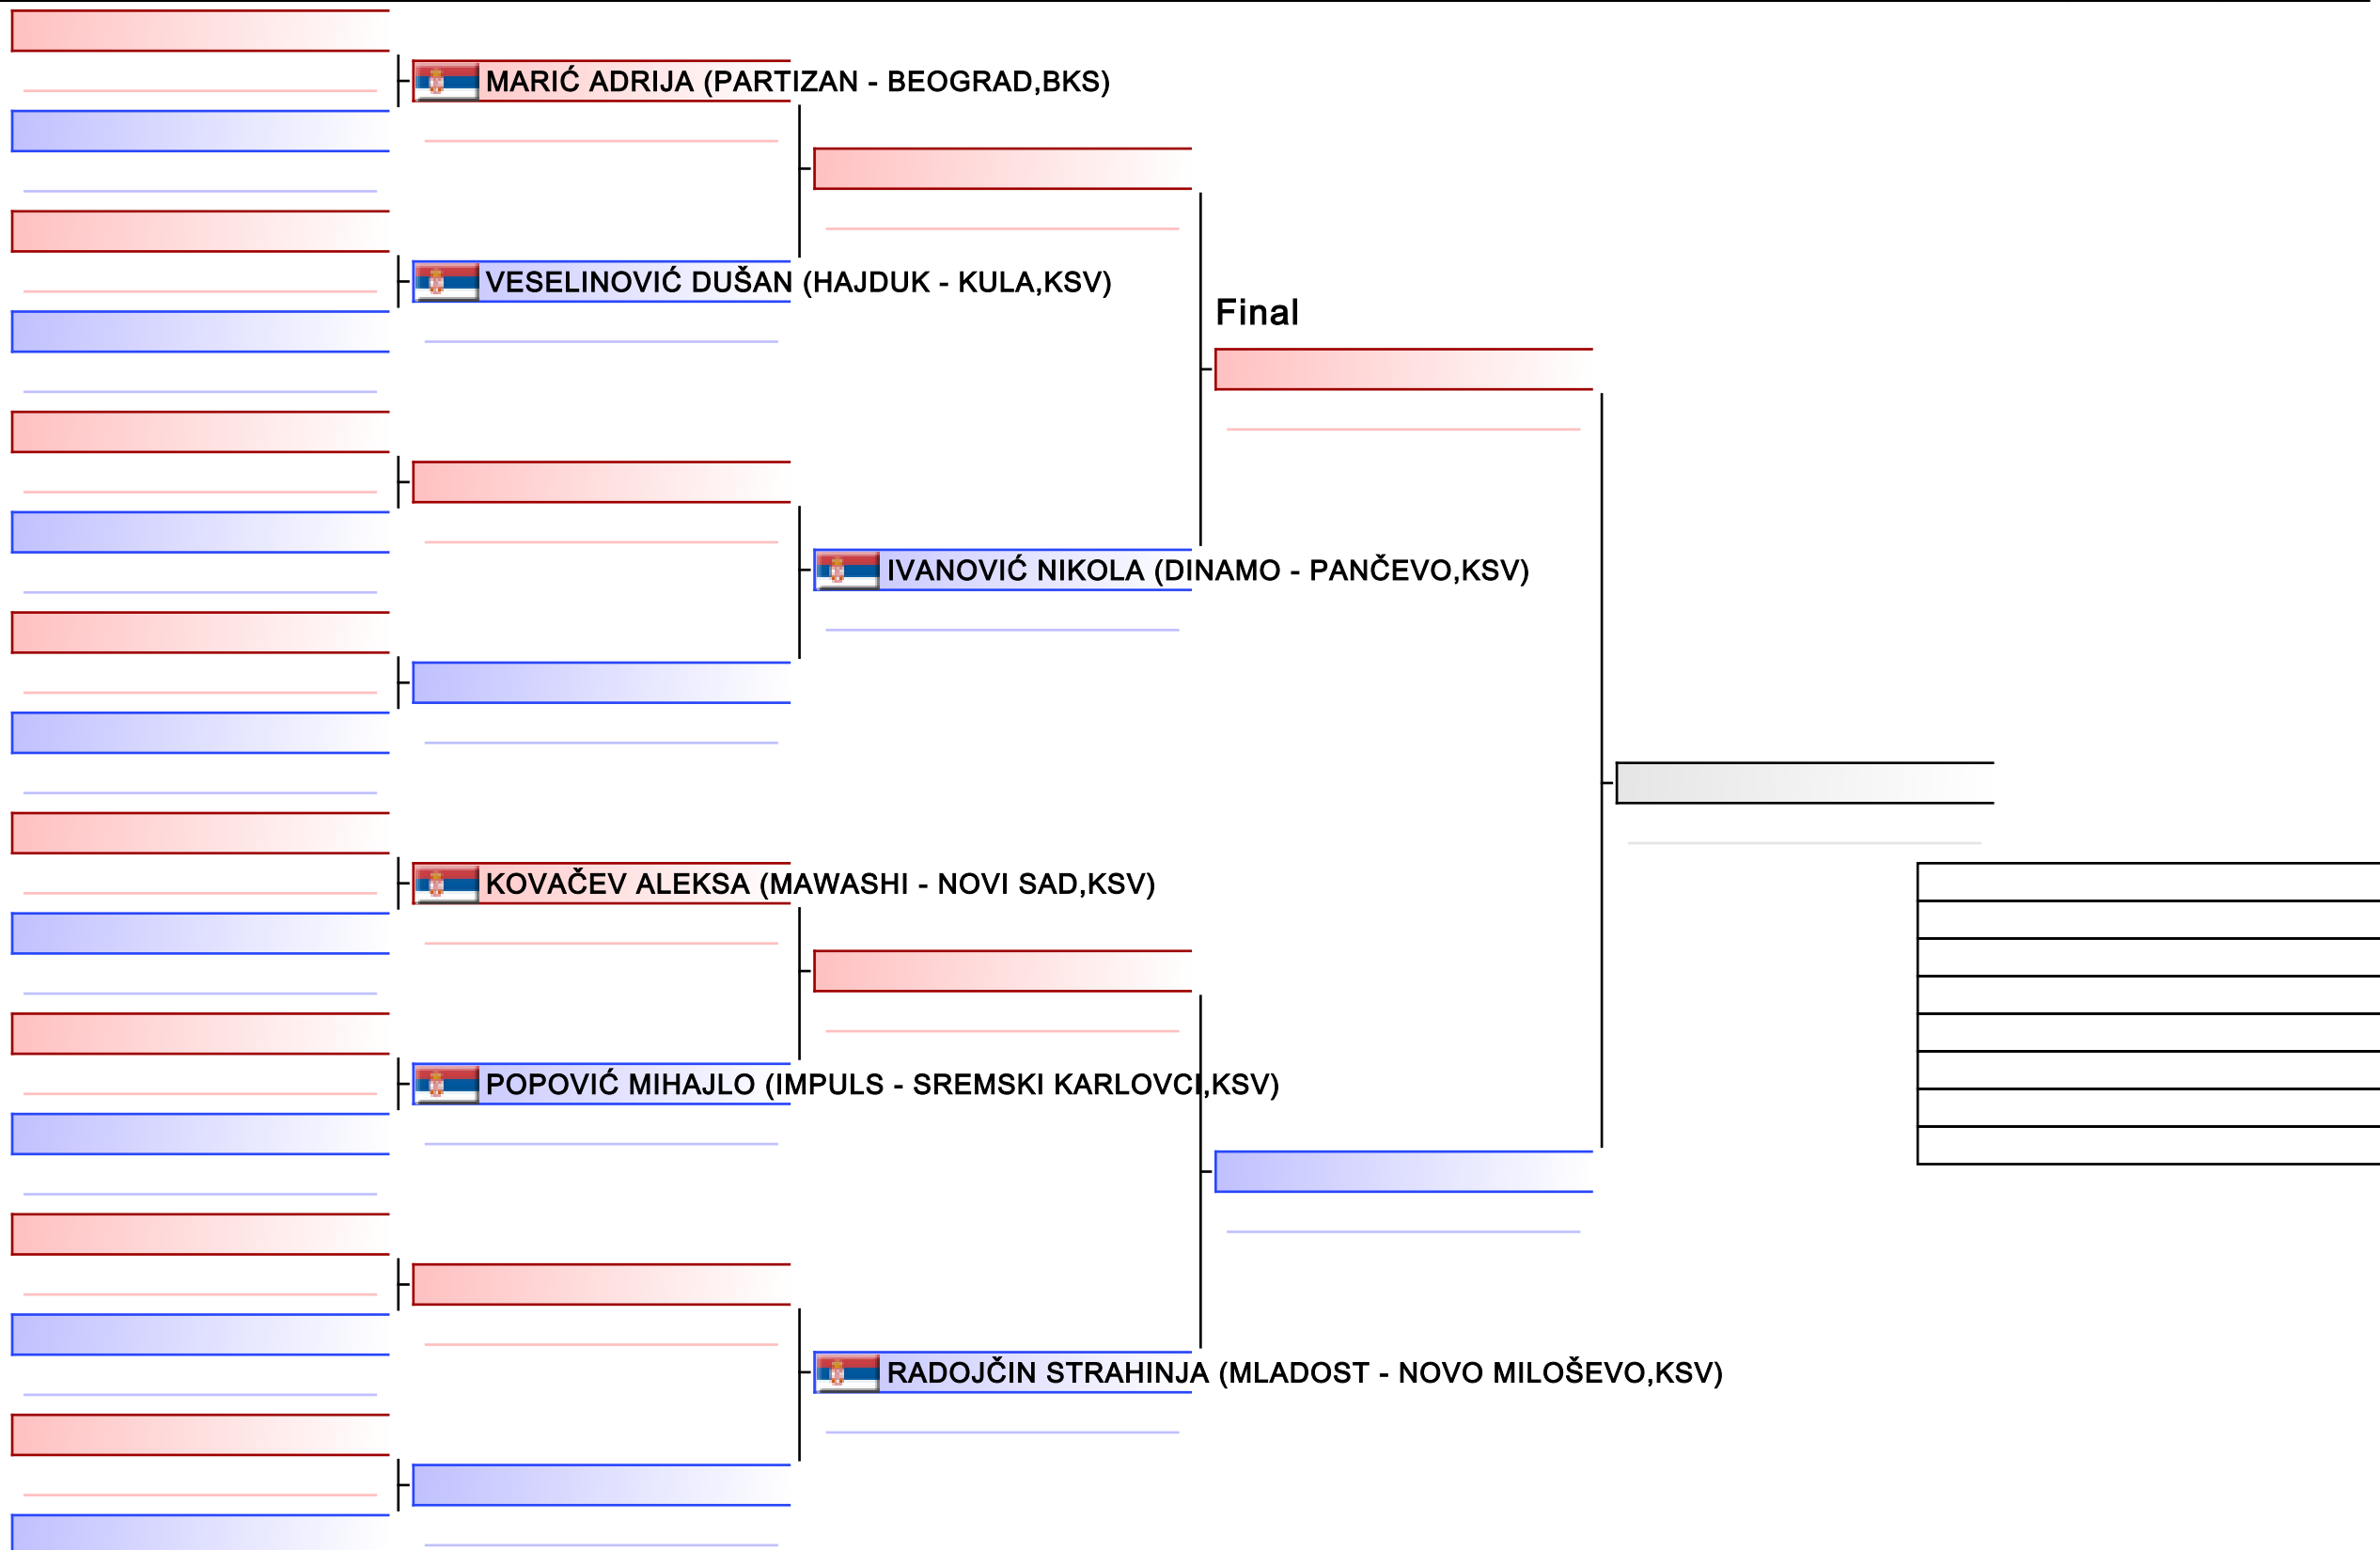 MARIĆ ADRIJA (PARTIZAN - BEOGRAD,BKS)
VESELINOVIĆ DUŠAN (HAJDUK - KULA,KSV)
Final
IVANOVIĆ NIKOLA (DINAMO - PANČEVO,KSV)
KOVAČEV ALEKSA (MAWASHI - NOVI SAD,KSV)
POPOVIĆ MIHAJLO (IMPULS - SREMSKI KARLOVCI,KSV)
RADOJČIN STRAHINJA (MLADOST - NOVO MILOŠEVO,KSV)